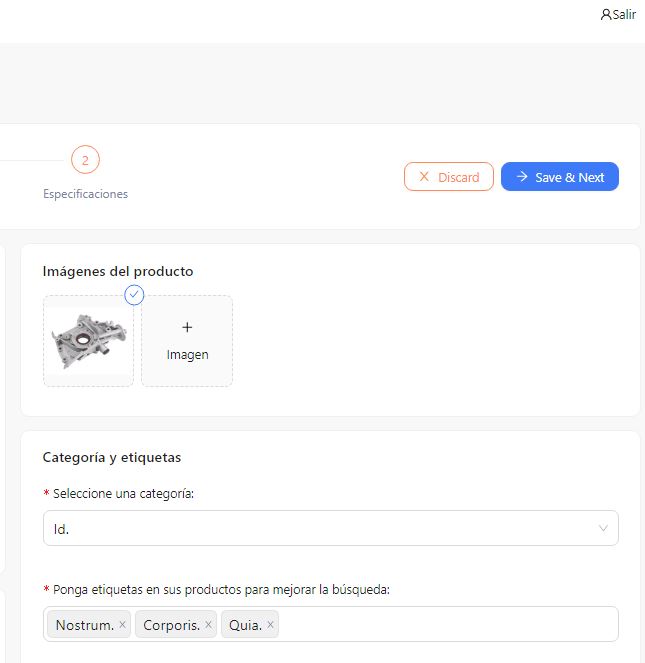 Salir
2
Especificaciones
Discard
Save & Next
Imágenes del producto
Imagen
Categoría y etiquetas
* Seleccione una categoría:
Id.
* Ponga etiquetas en sus productos para mejorar la búsqueda:
Nostrum. Corporis. Quia.